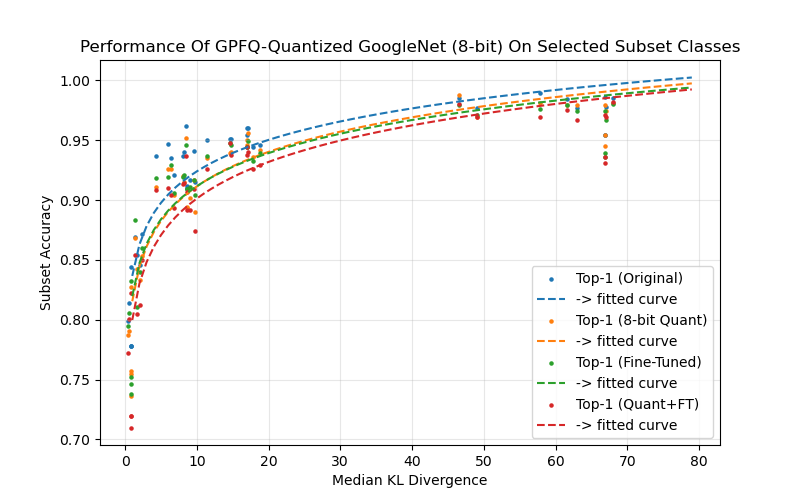 Performance Of GPFQ-Quantized GoogleNet (8-bit) On Selected Subset Classes
Subset Accuracy
1.00
0.95
0.90
0.85
0.80
0.75
0.70
Top-1 (Original)
-> fitted curve
Top-1 (8-bit Quant)
-> fitted curve
Top-1 (Fine-Tuned)
-> fitted curve
Top-1 (Quant+FT)
-> fitted curve
0 10 20 30 40 50 60 70 80
Median KL Divergence